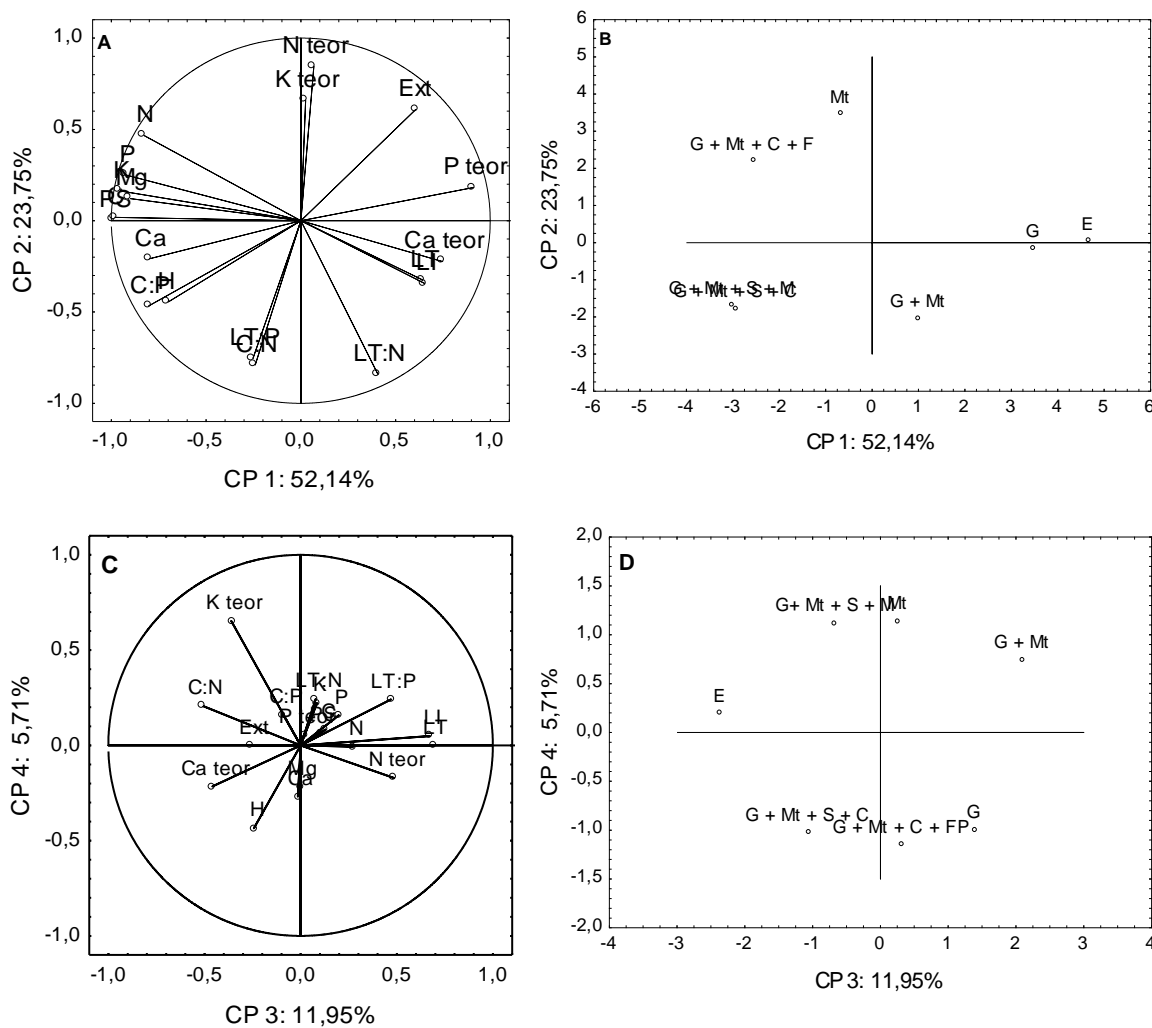 A
1,0
0,5
0,0
-0,5
-1,0
CP 2: 23,75%
N teor
K teor
Ext
N
P
K
Mg
P teor
Ca
Ca teor
LT
LI
C:P
H
LT:P
C:N
LT:N
-1,0 -0,5 0,0 0,5 1,0
CP 1: 52,14%
B
6
5
4
3
2
1
0
-1
-2
-3
-4
CP 2: 23,75%
Mt
G + Mt + C + F
G
E
G + Mt + S + M
G + Mt + S + C
G + Mt
-6 -5 -4 -3 -2 -1 0 1 2 3 4 5 6
CP 1: 52,14%
C
1,0
0,5
0,0
-0,5
-1,0
CP 4: 5,71%
K teor
C:N
C:P
LT:N
K
P
LT:P
P teor
Ext
N
LI
LT
Ca teor
Mg
Ca
N teor
H
-1,0 -0,5 0,0 0,5 1,0
CP 3: 11,95%
D
2,0
1,5
1,0
0,5
0,0
-0,5
-1,0
-1,5
-2,0
CP 4: 5,71%
G+ Mt + S + M
Mt
G + Mt
E
G + Mt + S + C
G
G + Mt + C + FP
-4 -3 -2 -1 0 1 2 3 4
CP 3: 11,95%